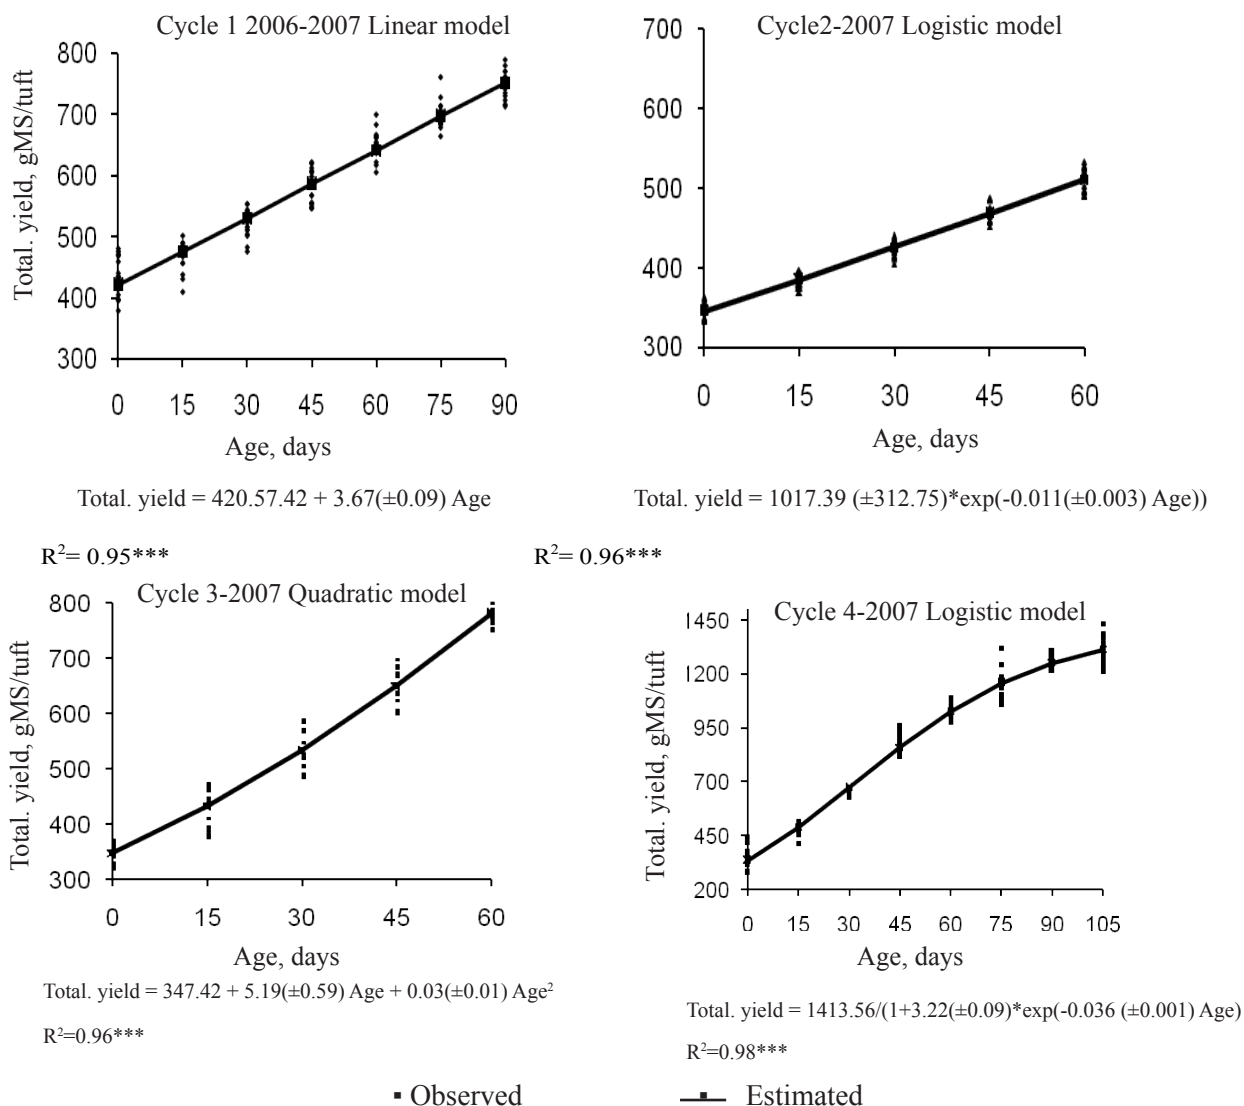 Cycle 1 2006-2007 Linear model
Total. yield, gMS/tuft
800
700
600
500
400
300
0 15 30 45 60 75 90
Age, days
Total. yield = 420.57.42 + 3.67(±0.09) Age
R²= 0.95***
Cycle2-2007 Logistic model
700
600
500
400
300
0 15 30 45 60
Age, days
Total. yield = 1017.39 (±312.75)*exp(-0.011(±0.003) Age))
R²= 0.96***
Cycle 3-2007 Quadratic model
Total. yield, gMS/tuft
800
700
600
500
400
300
0 15 30 45 60
Age, days
Total. yield = 347.42 + 5.19(±0.59) Age + 0.03(±0.01) Age²
R²=0.96***
Cycle 4-2007 Logistic model
Total. yield, gMS/tuft
1450
1200
950
700
450
200
0 15 30 45 60 75 90 105
Age, days
Total. yield = 1413.56/(1+3.22(±0.09)*exp(-0.036 (±0.001) Age)
R²=0.98***
Observed
Estimated